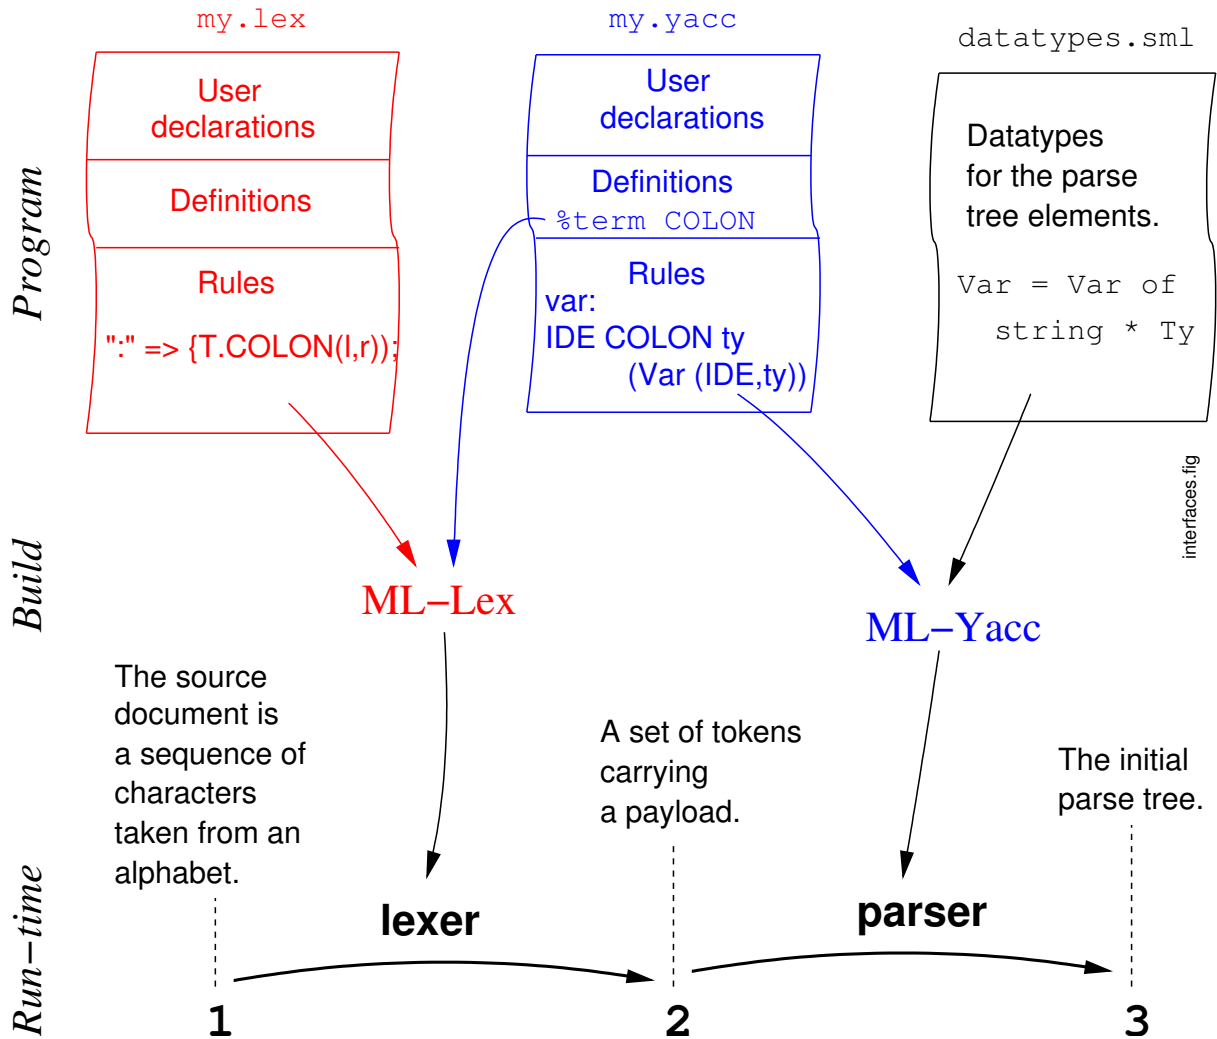 my.lex
my.yacc
datatypes.sml
Program
User
declarations
Definitions
Rules
":" => {T.COLON(l,r));
User
declarations
Definitions
%term COLON
Rules
var:
IDE COLON ty
(Var (IDE,ty))
Datatypes
for the parse
tree elements.
Var = Var of
string * Ty
interfaces.fig
Build
ML−Lex
ML−Yacc
Run−time
The source
document is
a sequence of
characters
taken from an
alphabet.
A set of tokens
carrying
a payload.
The initial
parse tree.
lexer
parser
1
2
3